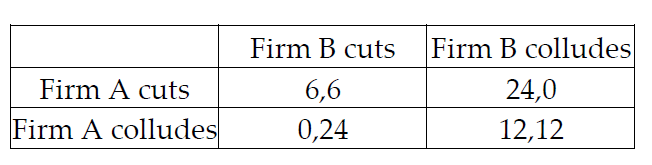 Firm B cuts Firm B colludes
Firm A cuts 6,6 24,0
Firm A colludes 0,24 12,12